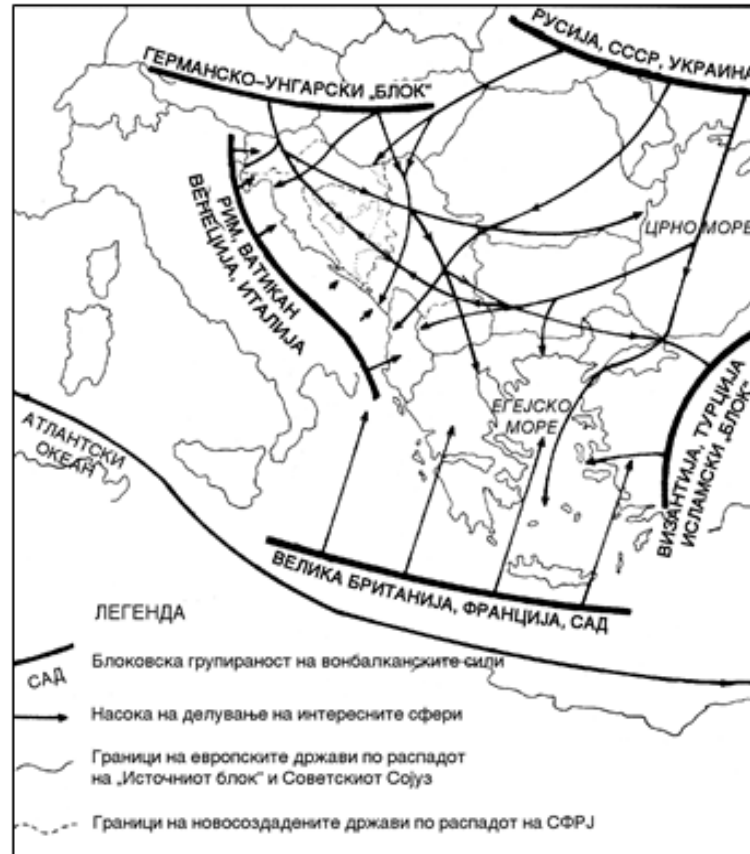 РУСИЈА, СССР, УКРАИНА
ГЕРМАНСКО–УНГАРСКИ „БЛОК"
РИМ, ВАТИКАН
ВЕНЕЦИЈА, ИТАЛИЈА
ЦРНО МОРЕ
ЕГЕЈСКО
МОРЕ
ВИЗАНТИЈА, ТУРЦИЈА
ИСЛАМСКИ „БЛОК"
АТЛАНТСКИ
ОКЕАН
ВЕЛИКА БРИТАНИЈА, ФРАНЦИЈА, САД
ЛЕГЕНДА
САД
Блоковска групираност на вонбалканските сили
Насока на делување на интересните сфери
Граници на европските држави по распадот
на „Источниот блок" и Советскиот Сојуз
Граници на новосоздадените држави по распадот на СФРЈ